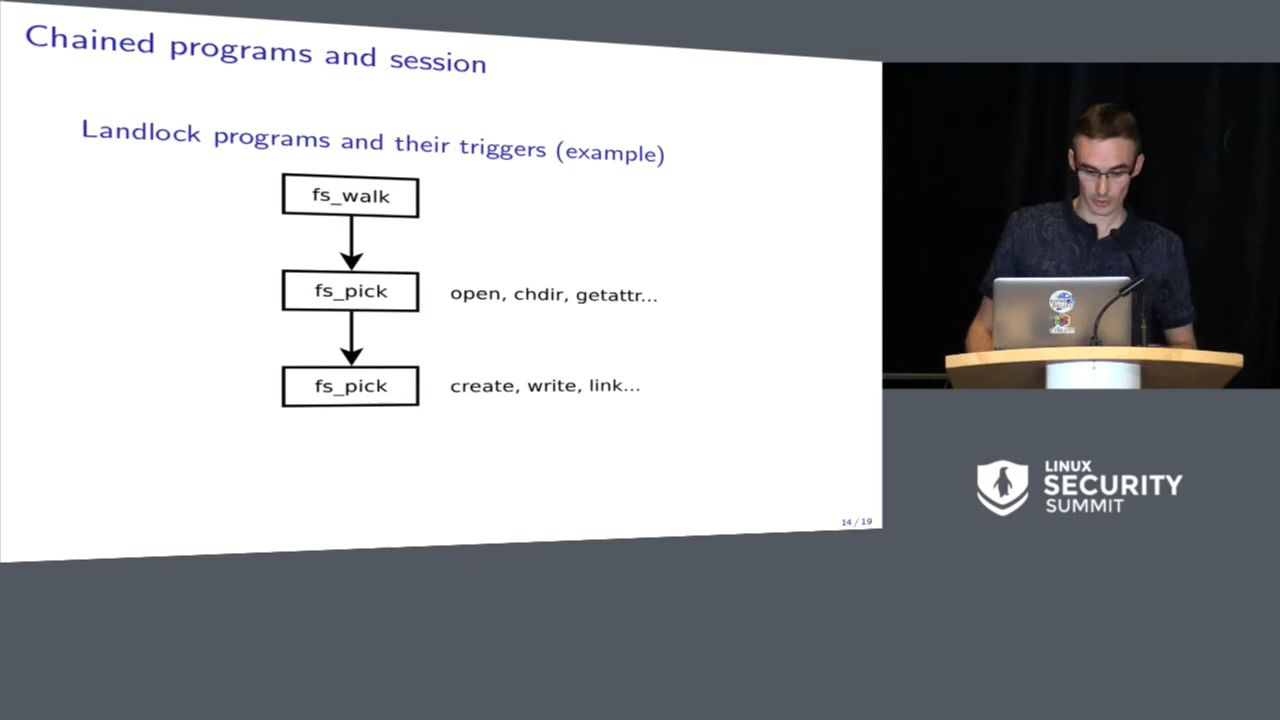 Chained programs and session
Landlock programs and their triggers (example)
fs_walk
fs_pick
open, chdir, getattr...
fs_pick
create, write, link...
14 / 19
LINUX
SECURITY
SUMMIT